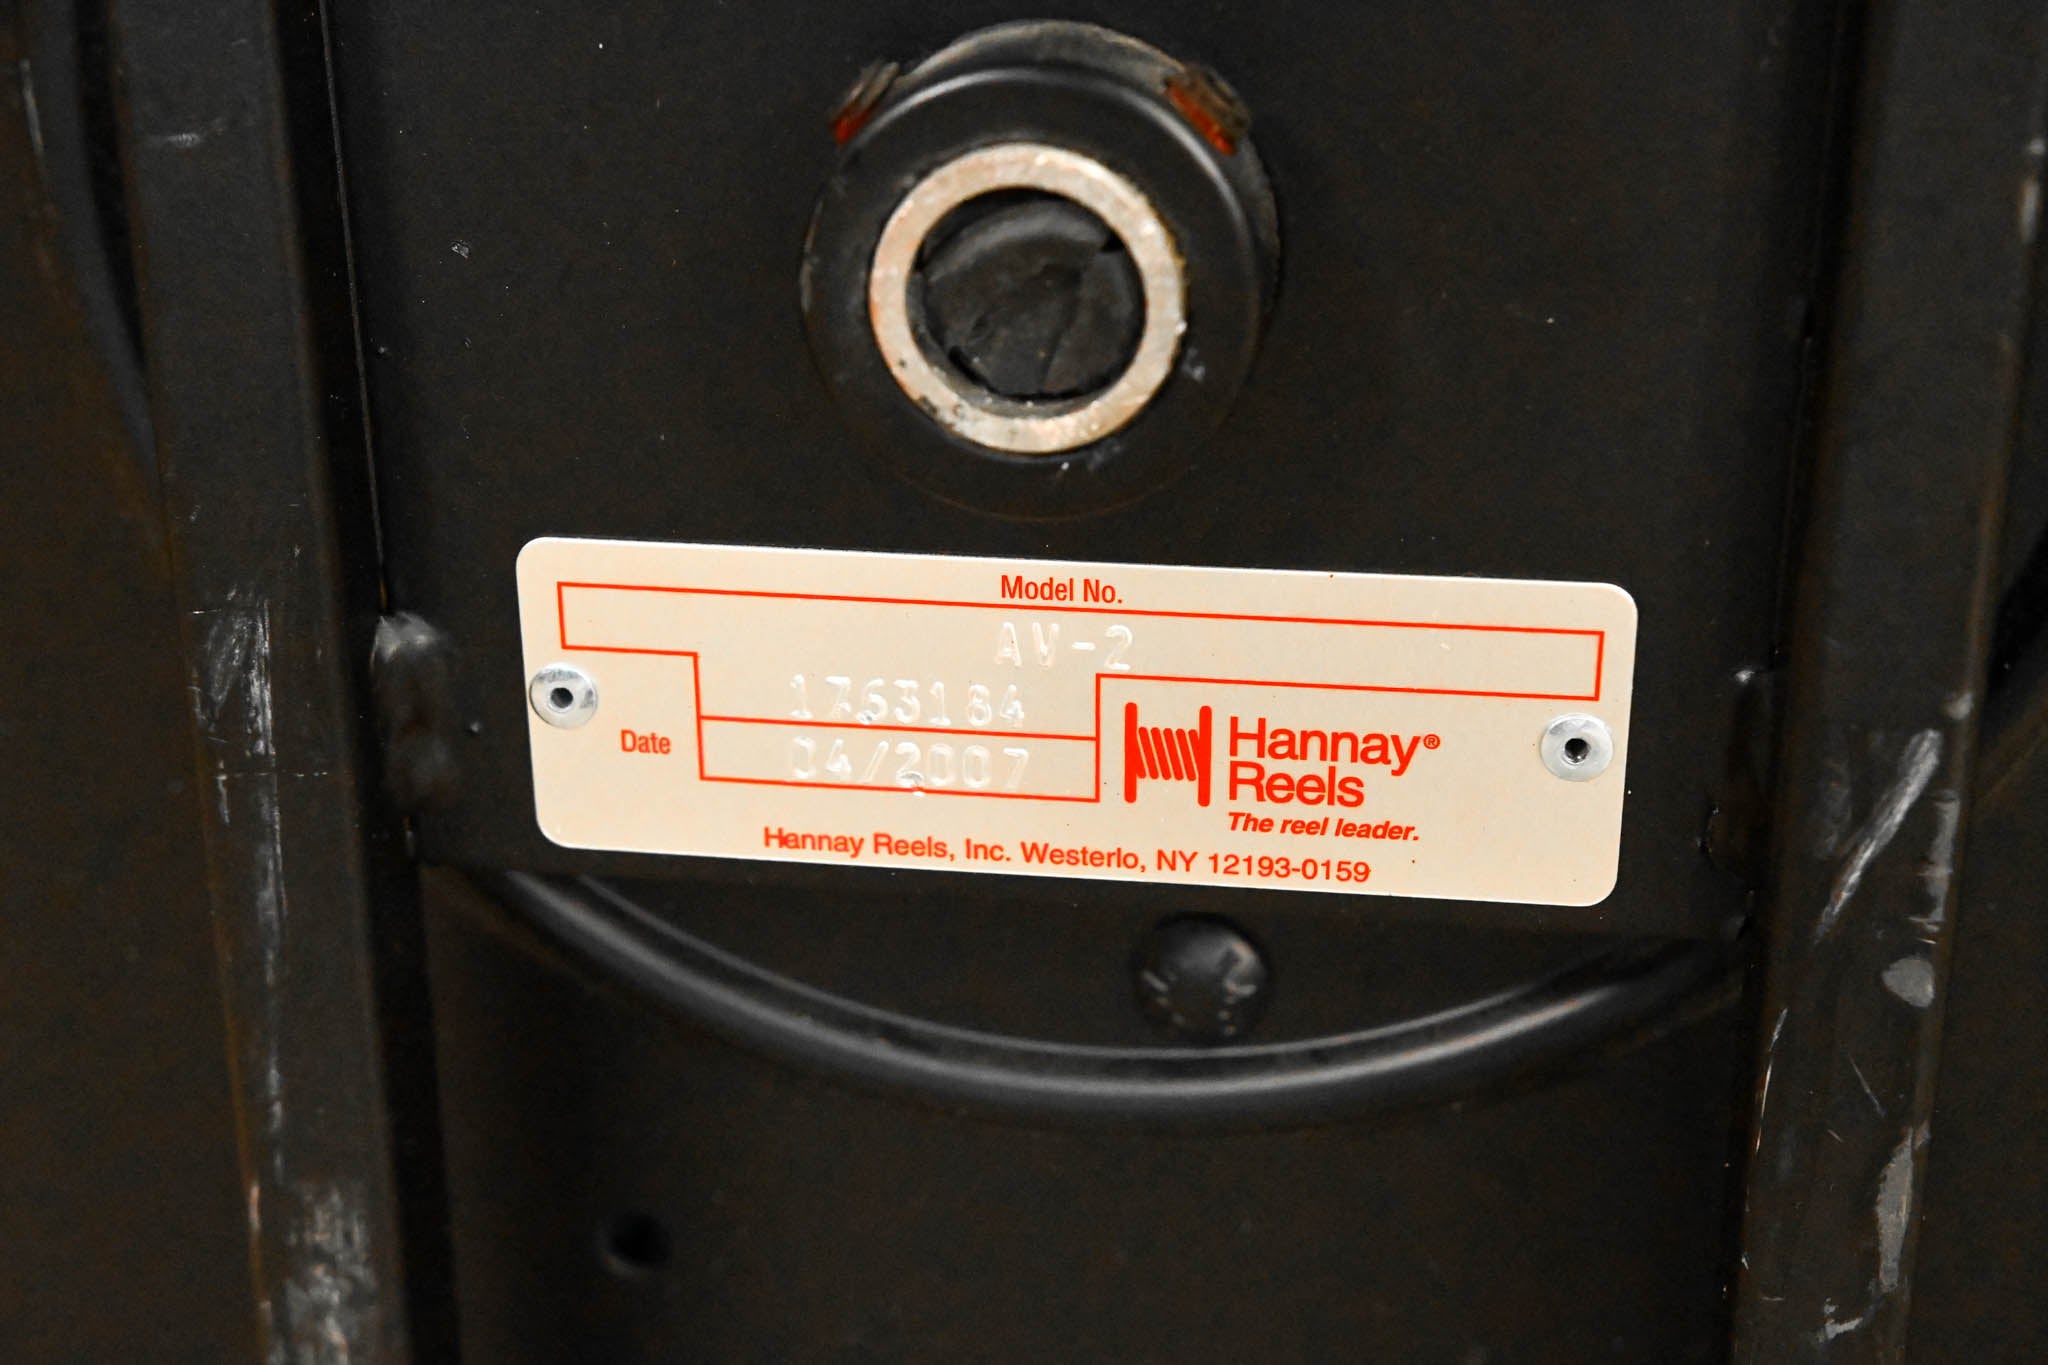 Model No.
AV-2
1763184
Date 04/2007
Hannay®
Reels
The reel leader.
Hannay Reels, Inc. Westerlo, NY 12193-0159